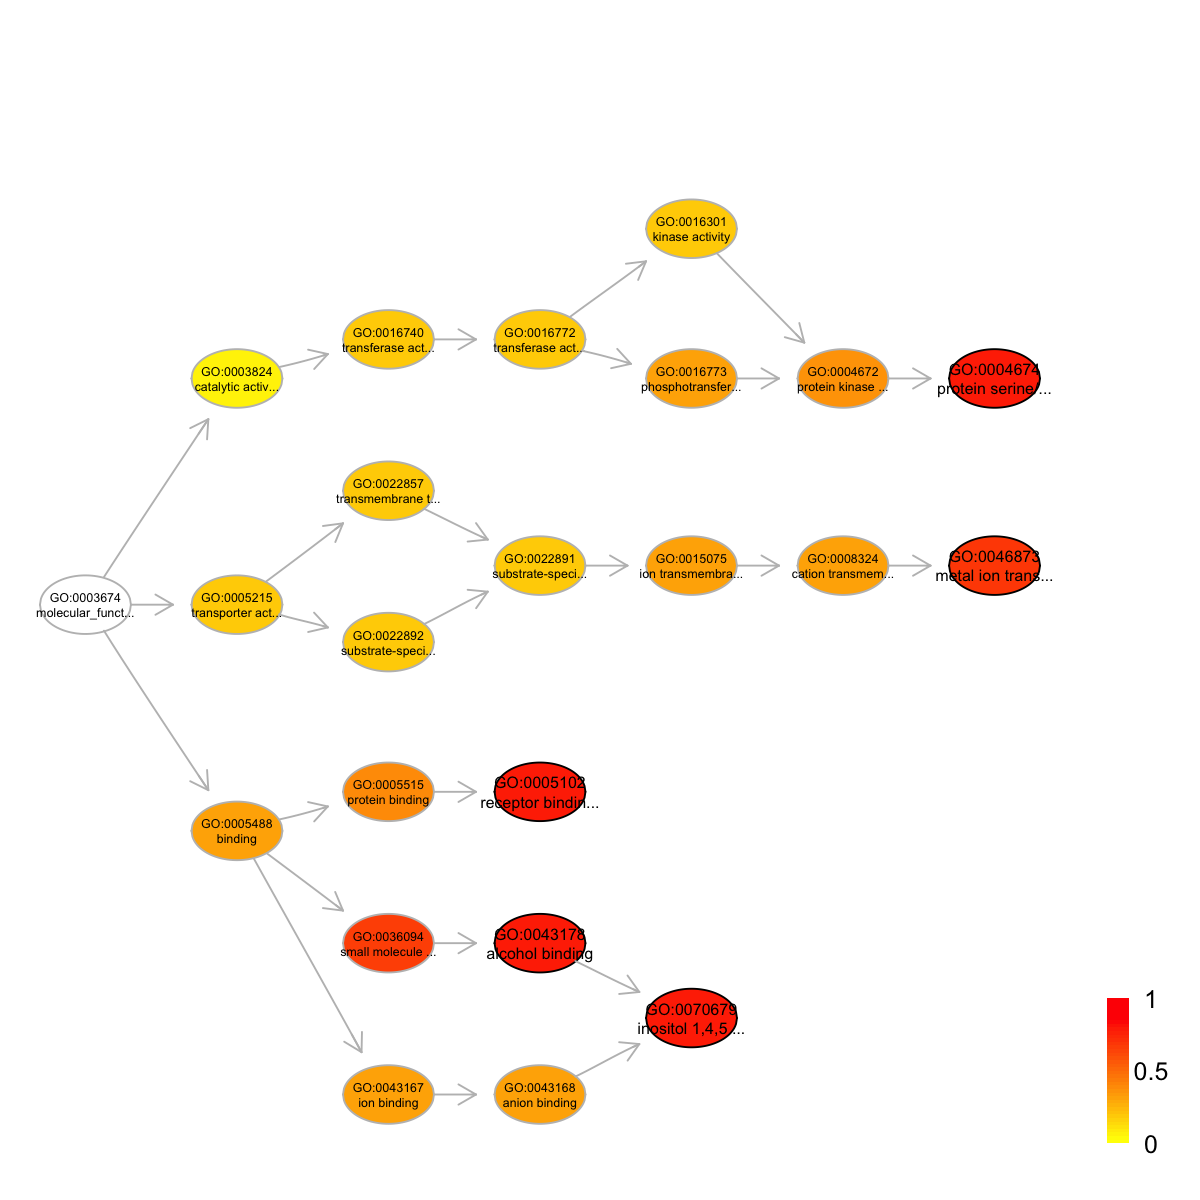 GO:0016301
kinase activity
GO:0016740
transferase act...
GO:0016772
transferase act...
GO:0003824
catalytic activ...
GO:0016773
phosphotransfer...
GO:0004672
protein kinase ...
GO:0004674
protein serine/...
GO:0022857
transmembrane t...
GO:0022891
substrate-speci...
GO:0015075
ion transmembra...
GO:0008324
cation transmem...
GO:0046873
metal ion trans...
GO:0003674
molecular_funct...
GO:0005215
transporter act...
GO:0022892
substrate-speci...
GO:0005515
protein binding
GO:0005102
receptor bindin...
GO:0005488
binding
GO:0036094
small molecule ...
GO:0043178
alcohol binding
GO:0070679
inositol 1,4,5 ...
GO:0043167
ion binding
GO:0043168
anion binding
1
0.5
0